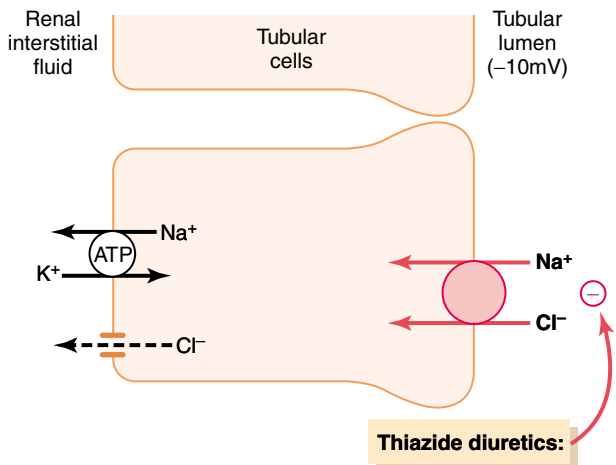 Renal
interstitial
fluid
Tubular
cells
Tubular
lumen
(–10mV)
Na⁺
ATP
K⁺
Cl⁻
Na⁺
–
Cl⁻
Thiazide diuretics: